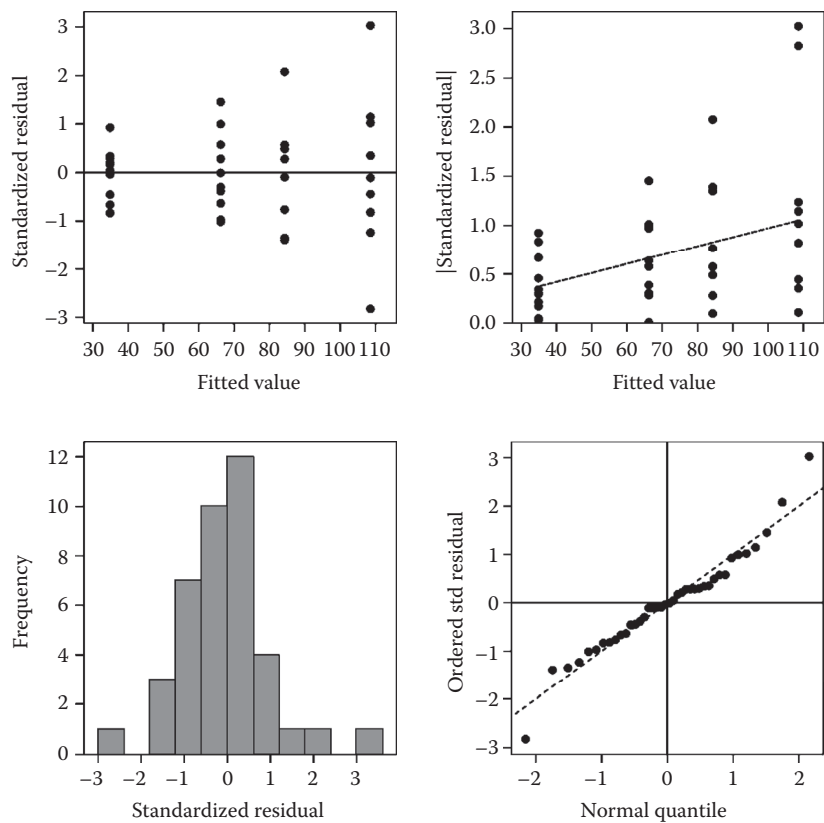 3
2
1
0
−1
−2
−3
Standardized residual
30 40 50 60 70 80 90 100 110
Fitted value
3.0
2.5
2.0
1.5
1.0
0.5
0.0
|Standardized residual|
30 40 50 60 70 80 90 100 110
Fitted value
12
10
8
6
4
2
0
Frequency
−3 −2 −1 0 1 2 3
Standardized residual
3
2
1
0
−1
−2
−3
Ordered std residual
−2 −1 0 1 2
Normal quantile